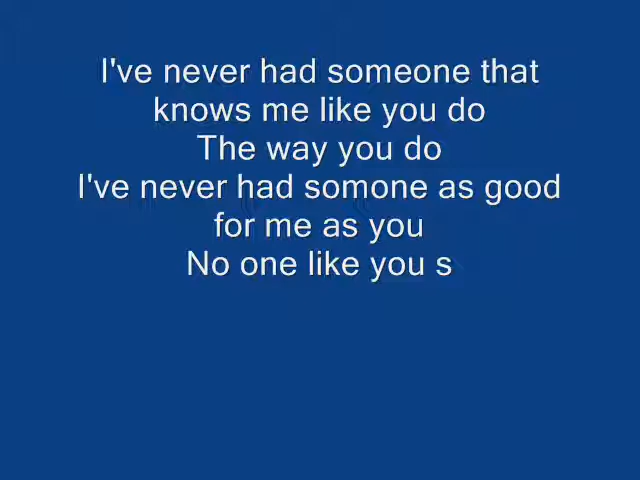 I've never had someone that
knows me like you do
The way you do
I've never had somone as good
for me as you
No one like you s